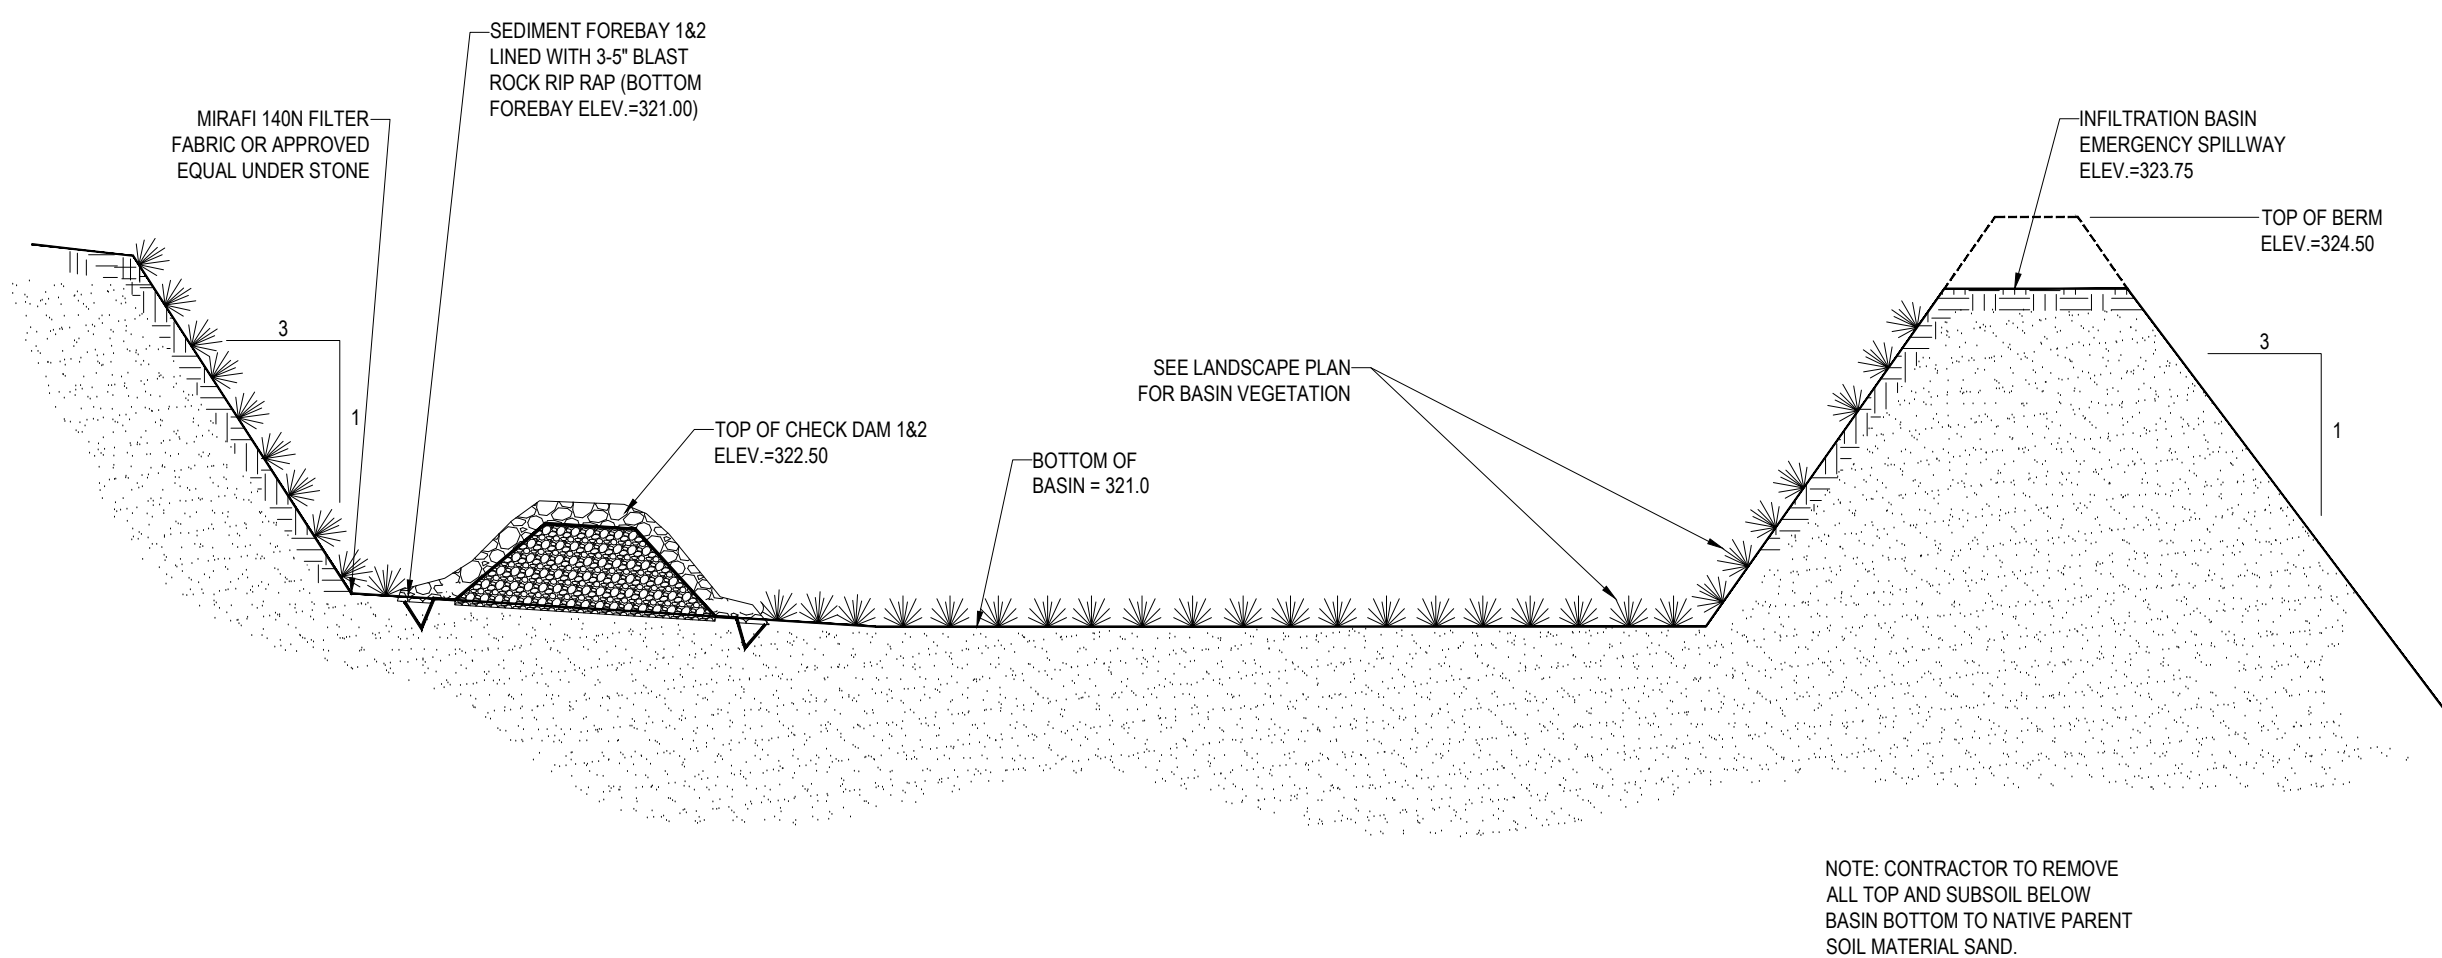 SEDIMENT FOREBAY 1&2
LINED WITH 3-5" BLAST
ROCK RIP RAP (BOTTOM
FOREBAY ELEV.=321.00)
MIRAFI 140N FILTER
FABRIC OR APPROVED
EQUAL UNDER STONE
INFILTRATION BASIN
EMERGENCY SPILLWAY
ELEV.=323.75
TOP OF BERM
ELEV.=324.50
3
1
3
1
SEE LANDSCAPE PLAN
FOR BASIN VEGETATION
TOP OF CHECK DAM 1&2
ELEV.=322.50
BOTTOM OF
BASIN = 321.0
NOTE: CONTRACTOR TO REMOVE
ALL TOP AND SUBSOIL BELOW
BASIN BOTTOM TO NATIVE PARENT
SOIL MATERIAL SAND.